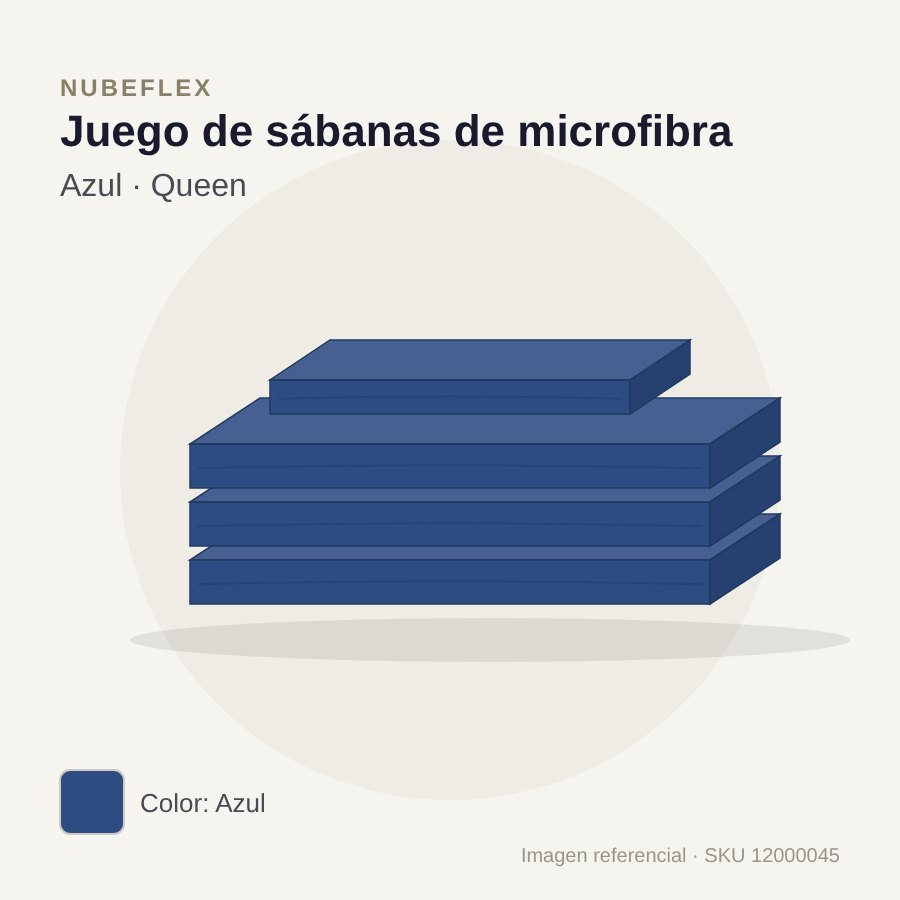 NUBEFLEX
Juego de sábanas de microfibra
Azul · Queen
Color: Azul
Imagen referencial · SKU 12000045